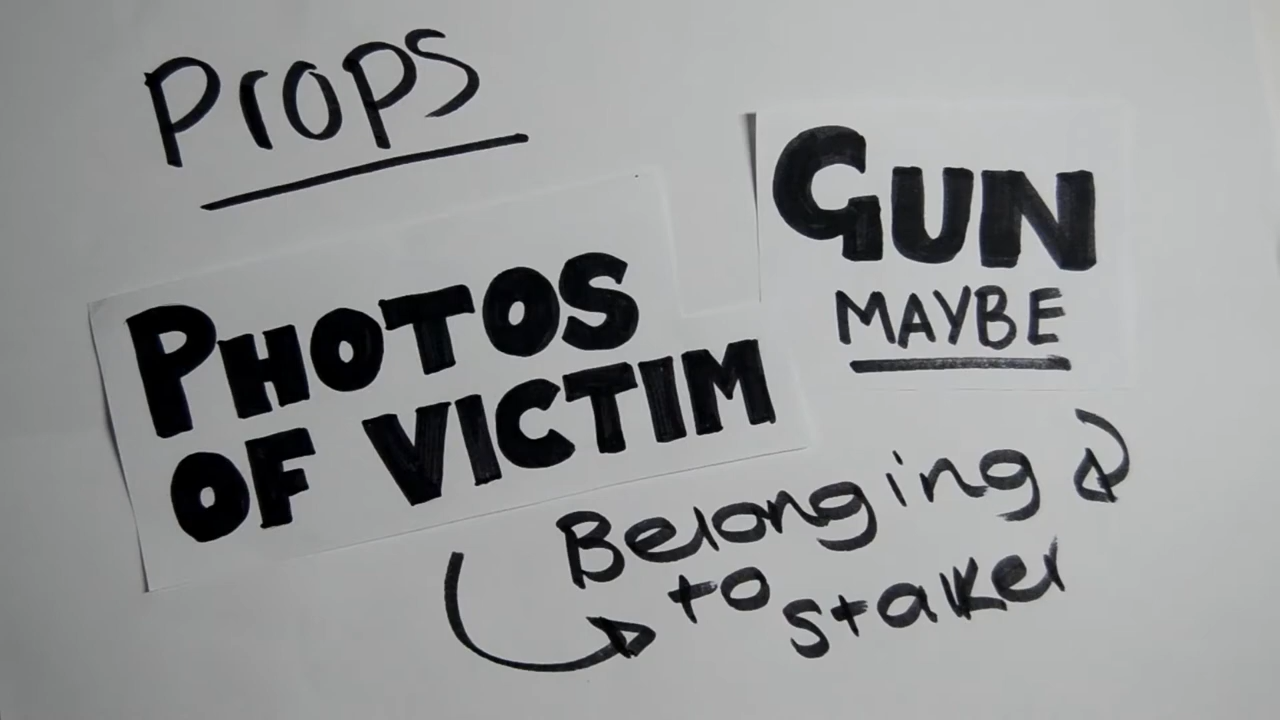 Props
GUN
MAYBE
PHOTOS
OF VICTIM
Belonging
to stalker